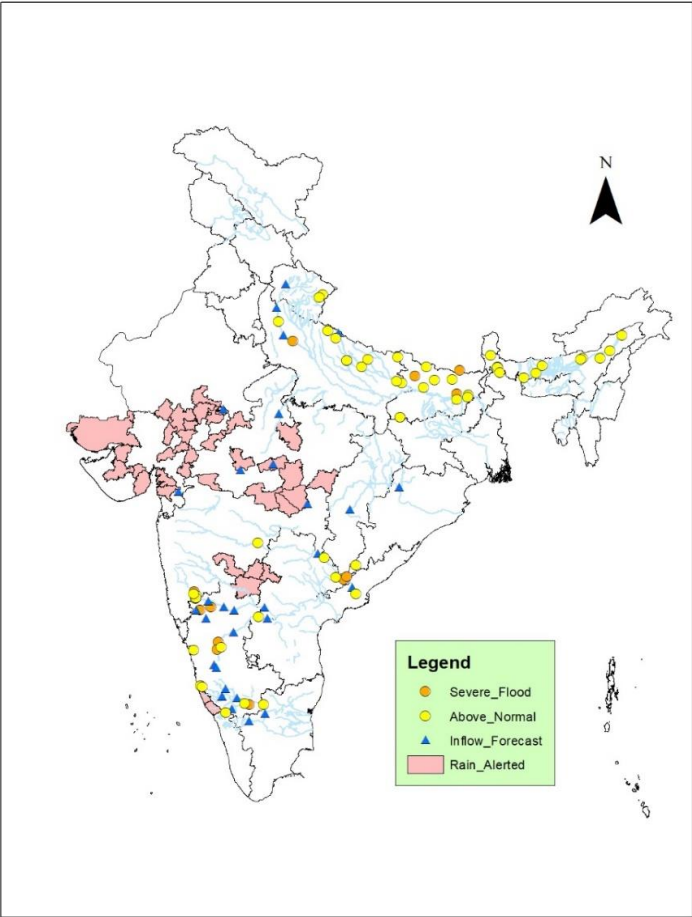 N
Legend
Severe_Flood
Above_Normal
Inflow_Forecast
Rain_Alerted